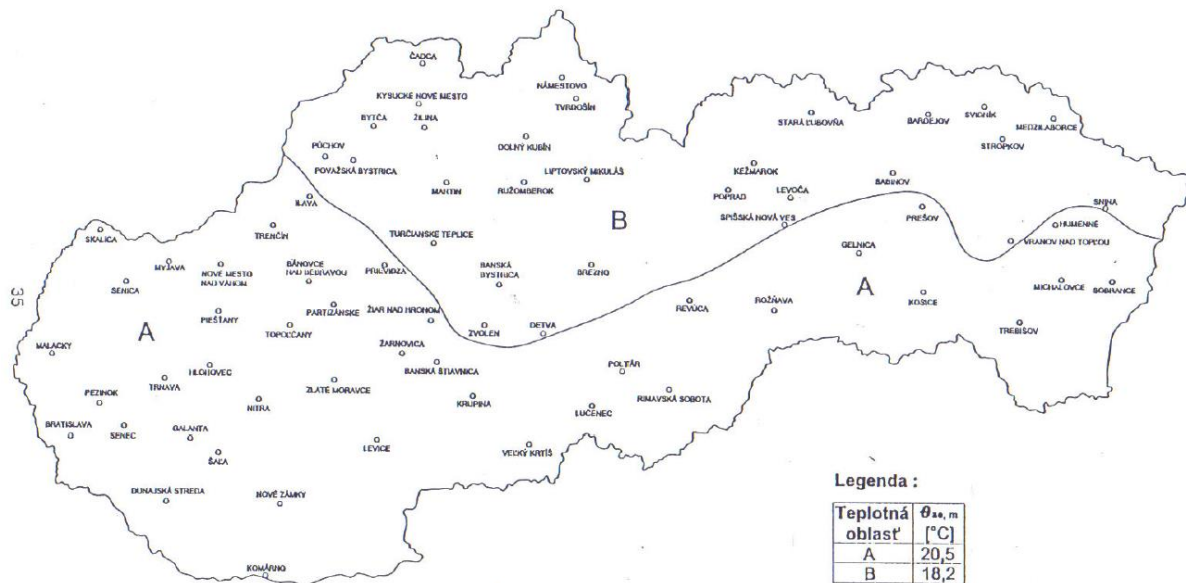 ČADCA
NÁMESTOVO
TVRDOŠÍN
KYSUCKÉ NOVÉ MESTO
BYTČA
ŽILINA
DOLNÝ KUBÍN
STARÁ ĽUBOVŇA
BARDEJOV
SVIDNÍK
MEDZILABORCE
STROPKOV
PÚCHOV
POVAŽSKÁ BYSTRICA
MARTIN
RUŽOMBEROK
LIPTOVSKÝ MIKULÁŠ
KEŽMAROK
POPRAD
LEVOČA
SABINOV
ILAVA
SPIŠSKÁ NOVÁ VES
PREŠOV
SNINA
HUMENNÉ
VRANOV NAD TOPĽOU
SKALICA
TRENČÍN
TURČIANSKE TEPLICE
B
GELNICA
MYJAVA
NOVÉ MESTO
NAD VÁHOM
BÁNOVCE
NAD BEBRAVOU
PRIEVIDZA
BANSKÁ
BYSTRICA
BREZNO
SENICA
A
KOŠICE
MICHALOVCE
SOBRANCE
35
A
PIEŠŤANY
PARTIZÁNSKE
ŽIAR NAD HRONOM
REVÚCA
ROŽŇAVA
TREBIŠOV
TOPOĽČANY
ZVOLEN
DETVA
MALACKY
ŽARNOVICA
BANSKÁ ŠTIAVNICA
POLTÁR
HLOHOVEC
TRNAVA
ZLATÉ MORAVCE
RIMAVSKÁ SOBOTA
PEZINOK
NITRA
KRUPINA
LUČENEC
BRATISLAVA
SENEC
GALANTA
LEVICE
VEĽKÝ KRTÍŠ
ŠAĽA
DUNAJSKÁ STREDA
NOVÉ ZÁMKY
KOMÁRNO
Legenda :
Teplotná oblasť θae, m [°C]
A 20,5
B 18,2